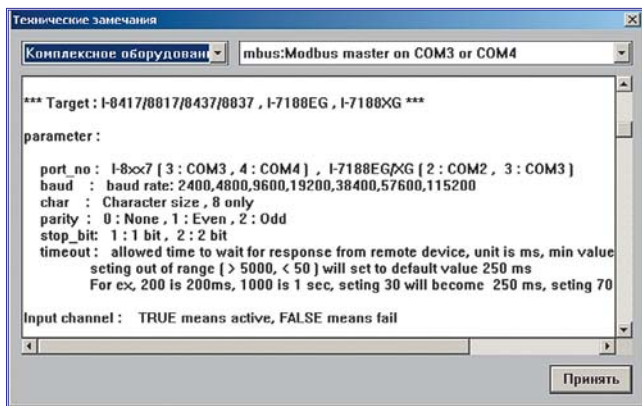 Технические замечания
Комплексное оборудован
mbus:Modbus master on COM3 or COM4
*** Target : I-8417/8817/8437/8837 , I-7188EG , I-7188XG ***
parameter :
port_no : I-8xx7 ( 3 : COM3 , 4 : COM4 ) , I-7188EG/XG ( 2 : COM2 , 3 : COM3 )
baud : baud rate: 2400,4800,9600,19200,38400,57600,115200
char : Character size , 8 only
parity : 0 : None , 1 : Even , 2 : Odd
stop_bit: 1 : 1 bit , 2 : 2 bit
timeout : allowed time to wait for response from remote device, unit is ms, min value
seting out of range ( > 5000, < 50 ) will set to default value 250 ms
For ex, 200 is 200ms, 1000 is 1 sec, seting 30 will become 250 ms, seting 70
Input channel : TRUE means active, FALSE means fail
Принять